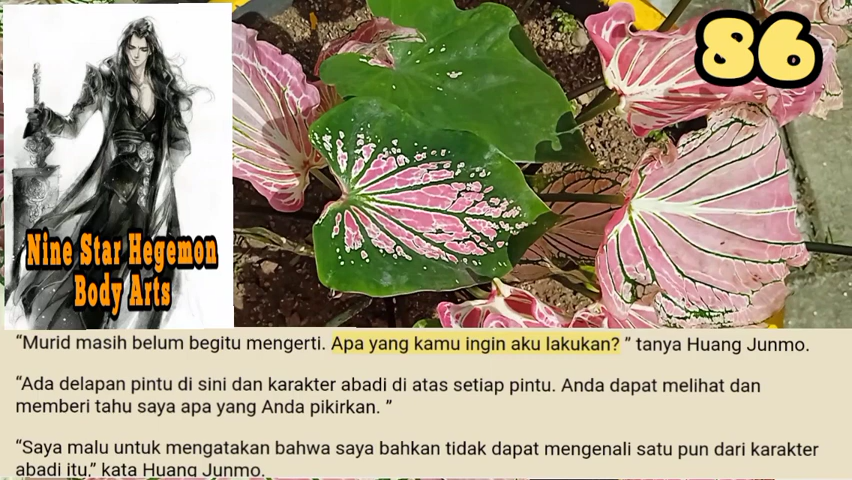 86
Nine Star Hegemon
Body Arts
“Murid masih belum begitu mengerti. Apa yang kamu ingin aku lakukan? ” tanya Huang Junmo.
“Ada delapan pintu di sini dan karakter abadi di atas setiap pintu. Anda dapat melihat dan
memberi tahu saya apa yang Anda pikirkan. ”
“Saya malu untuk mengatakan bahwa saya bahkan tidak dapat mengenali satu pun dari karakter
abadi itu,” kata Huang Junmo.